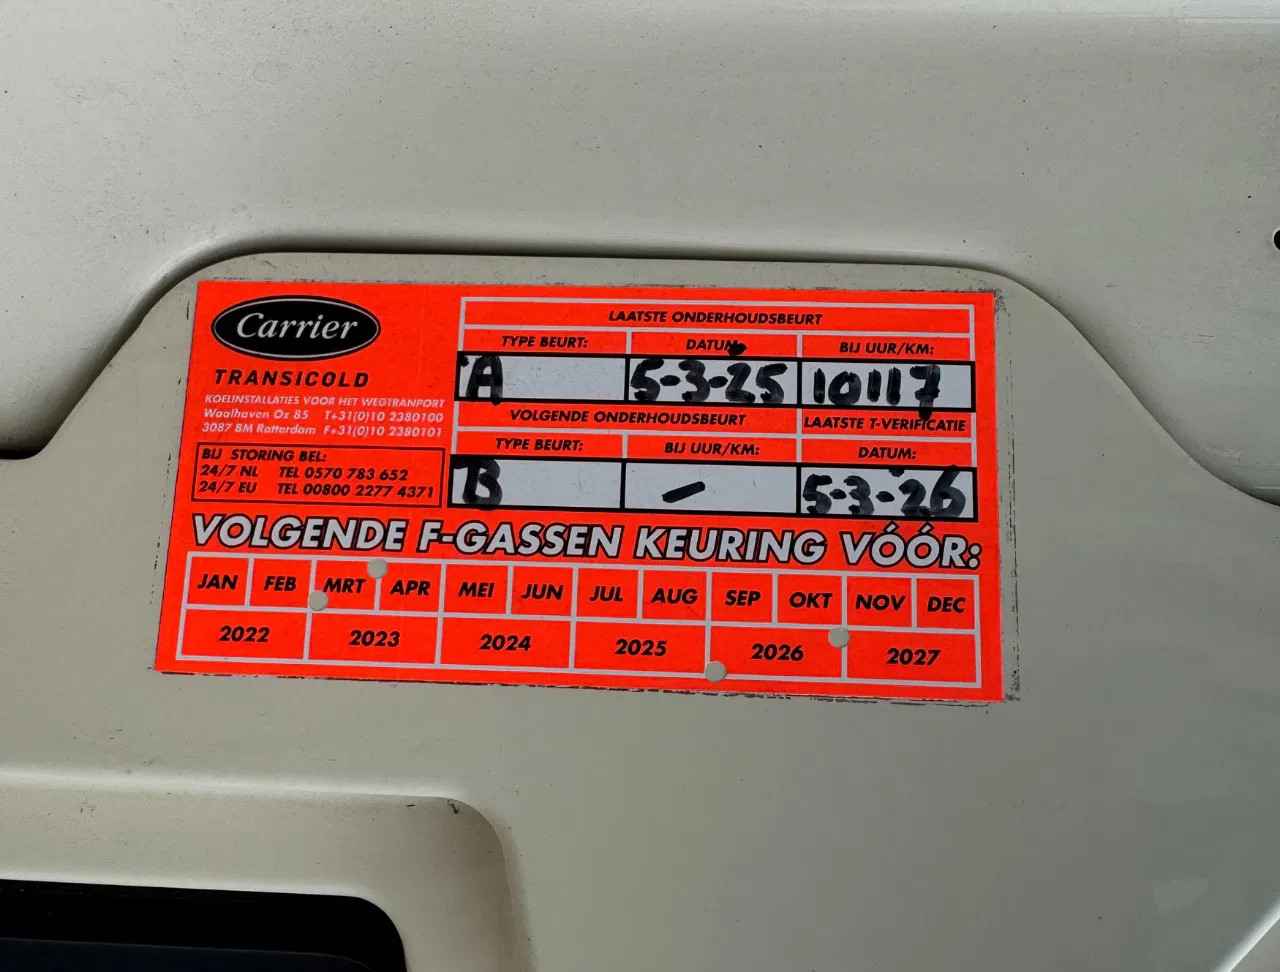 Carrier
TRANSICOLD
KOELINSTALLATIES VOOR HET WEGTRANPORT
Waalhaven Oz 85 T+31(0)10 2380100
3087 BM Rotterdam F+31(0)10 2380101
BIJ STORING BEL:
24/7 NL TEL 0570 783 652
24/7 EU TEL 00800 2277 4371
LAATSTE ONDERHOUDSBEURT
TYPE BEURT: DATUM: BIJ UUR/KM:
A 5-3-25 10117
VOLGENDE ONDERHOUDSBEURT LAATSTE T-VERIFICATIE
TYPE BEURT: BIJ UUR/KM: DATUM:
B - 5-3-26
VOLGENDE F-GASSEN KEURING VÓÓR:
JAN FEB MRT APR MEI JUN JUL AUG SEP OKT NOV DEC
2022 2023 2024 2025 2026 2027